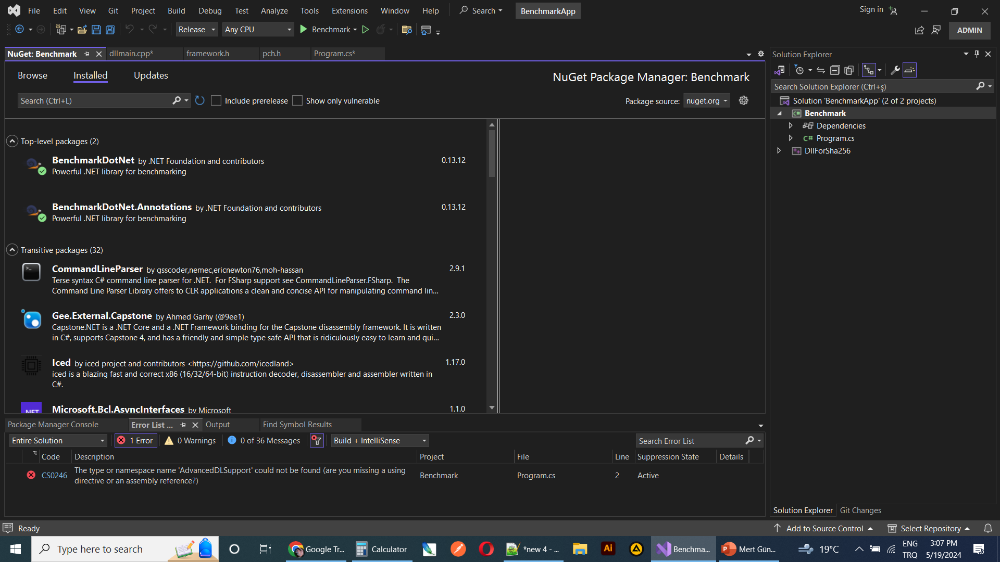 File Edit View Git Project Build Debug Test Analyze Tools Extensions Window Help Search BenchmarkApp Sign in
Release Any CPU Benchmark ADMIN
NuGet: Benchmark dllmain.cpp* framework.h pch.h Program.cs*
Browse Installed Updates
NuGet Package Manager: Benchmark
Search (Ctrl+L) Include prerelease Show only vulnerable
Package source: nuget.org
Top-level packages (2)
BenchmarkDotNet by .NET Foundation and contributors 0.13.12
Powerful .NET library for benchmarking
BenchmarkDotNet.Annotations by .NET Foundation and contributors 0.13.12
Powerful .NET library for benchmarking
Transitive packages (32)
CommandLineParser by gsscoder,nemec,ericnewton76,moh-hassan 2.9.1
Terse syntax C# command line parser for .NET. For FSharp support see CommandLineParser.FSharp. The
Command Line Parser Library offers to CLR applications a clean and concise API for manipulating command lin...
Gee.External.Capstone by Ahmed Garhy (@9ee1) 2.3.0
Capstone.NET is a .NET Core and a .NET Framework binding for the Capstone disassembly framework. It is written
in C#, supports Capstone 4, and has a friendly and simple type safe API that is ridiculously easy to learn and qui...
Iced by iced project and contributors <https://github.com/icedland> 1.17.0
iced is a blazing fast and correct x86 (16/32/64-bit) instruction decoder, disassembler and assembler written in
C#.
.NET
Microsoft.Bcl.AsyncInterfaces by Microsoft 1.1.0
Solution Explorer
Search Solution Explorer (Ctrl+ş)
Solution 'BenchmarkApp' (2 of 2 projects)
C# Benchmark
Dependencies
C# Program.cs
DllForSha256
Package Manager Console Error List ... Output Find Symbol Results
Entire Solution 1 Error 0 Warnings 0 of 36 Messages Build + IntelliSense Search Error List
Code Description Project File Line Suppression State Details
CS0246 The type or namespace name 'AdvancedDLSupport' could not be found (are you missing a using
directive or an assembly reference?) Benchmark Program.cs 2 Active
Solution Explorer Git Changes
Ready Add to Source Control Select Repository
Type here to search Google Tr... Calculator *new 4 - ... Ai Benchma... Mert Gün... 19°C
ENG
TRQ
3:07 PM
5/19/2024